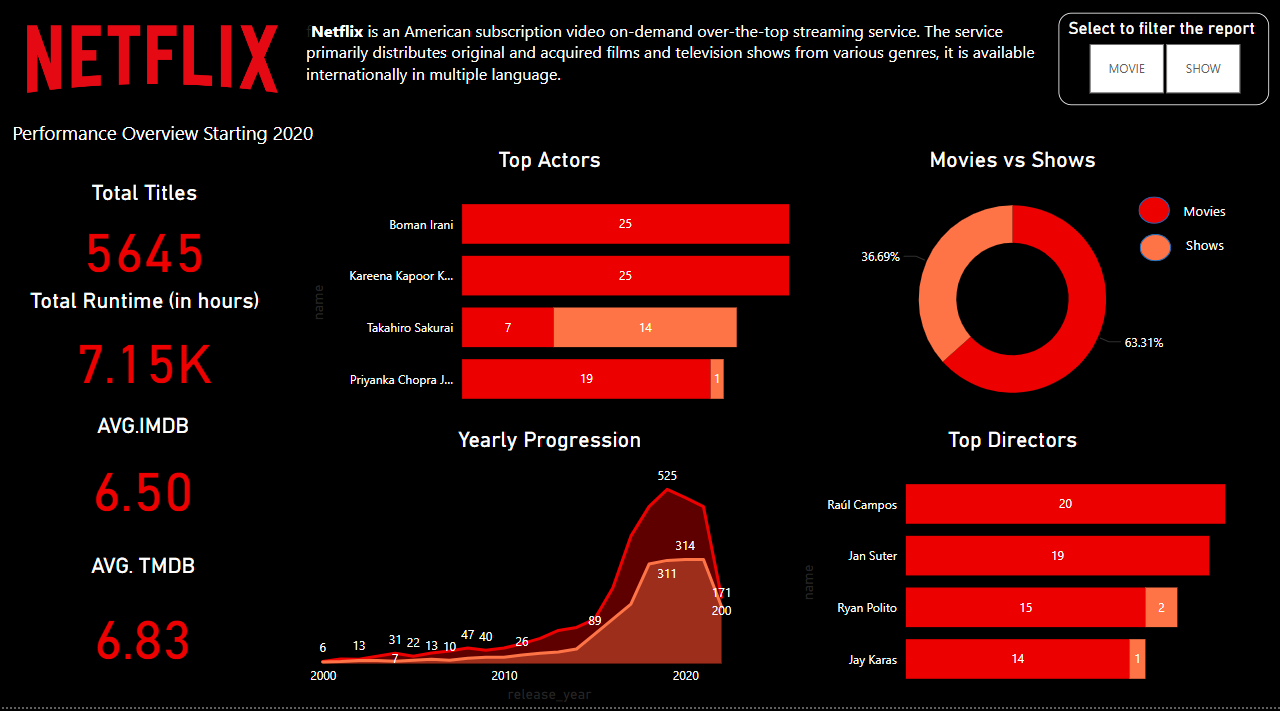 NETFLIX
Netflix is an American subscription video on-demand over-the-top streaming service. The service
primarily distributes original and acquired films and television shows from various genres, it is available
internationally in multiple language.
Select to filter the report
MOVIE
SHOW
Performance Overview Starting 2020
Total Titles
5645
Total Runtime (in hours)
7.15K
AVG.IMDB
6.50
AVG. TMDB
6.83
Top Actors
name
Boman Irani
25
Kareena Kapoor K...
25
Takahiro Sakurai
7
14
Priyanka Chopra J...
19
1
Movies vs Shows
Movies
Shows
36.69%
63.31%
Yearly Progression
525
314
311
171
200
89
6
13
31
7
22
13
10
47
40
26
2000
2010
2020
release_year
Top Directors
name
Raúl Campos
20
Jan Suter
19
Ryan Polito
15
2
Jay Karas
14
1